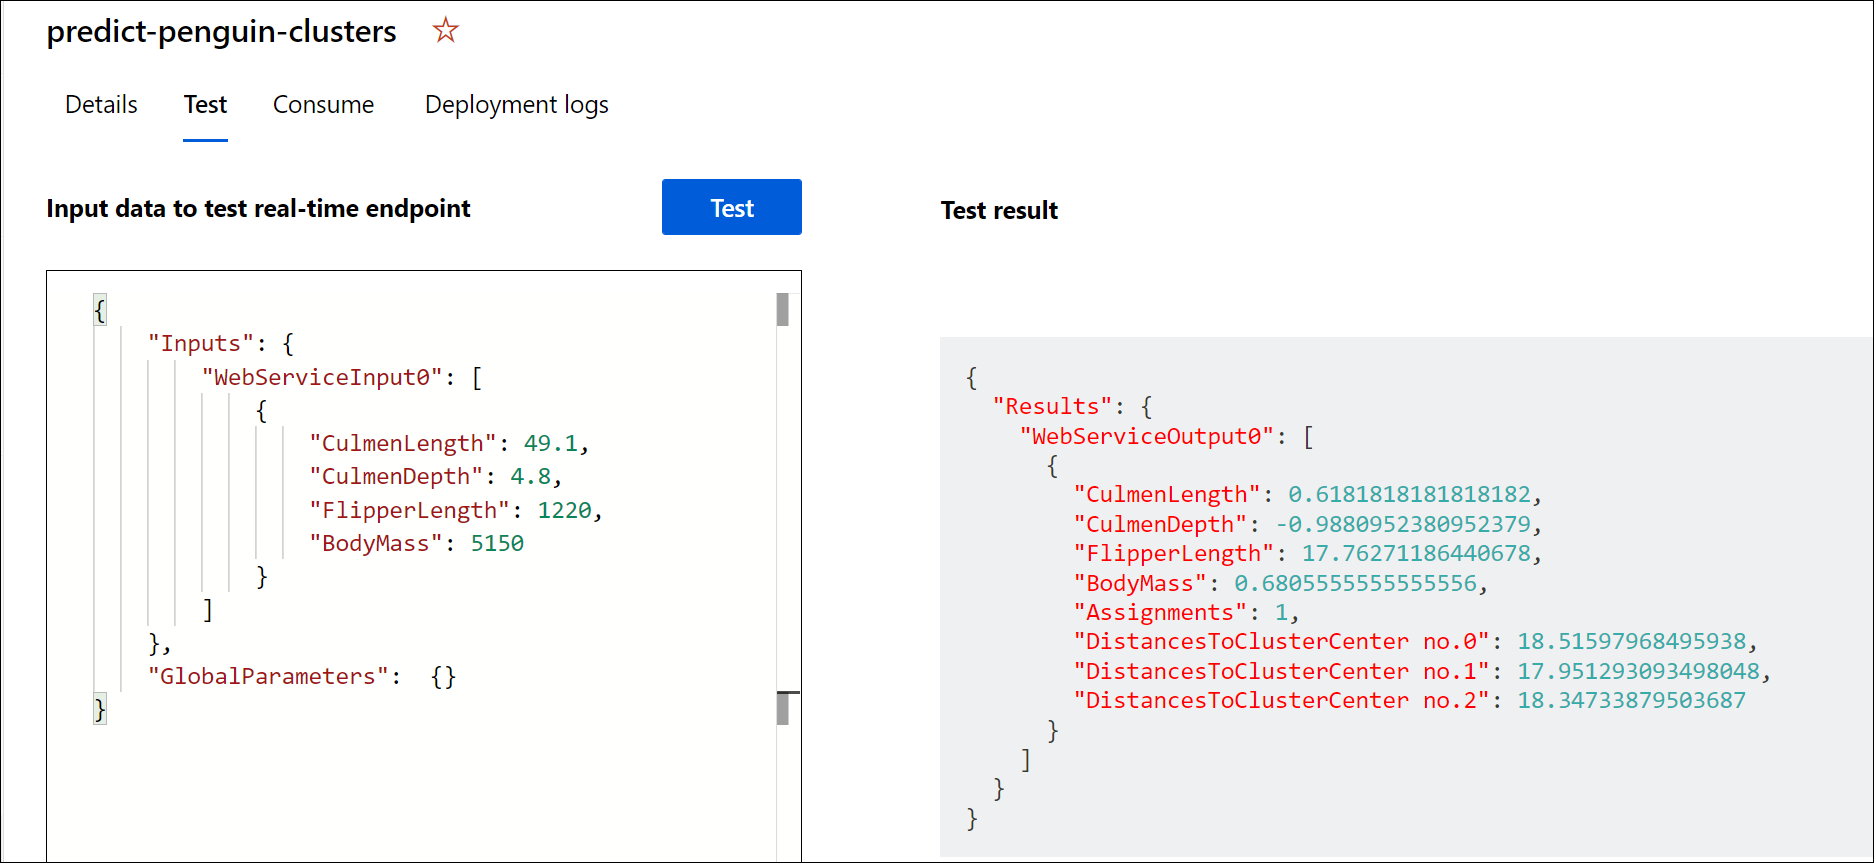 predict-penguin-clusters
Details Test Consume Deployment logs
Input data to test real-time endpoint
Test
{
"Inputs": {
"WebServiceInput0": [
{
"CulmenLength": 49.1,
"CulmenDepth": 4.8,
"FlipperLength": 1220,
"BodyMass": 5150
}
]
},
"GlobalParameters": {}
}
Test result
{
"Results": {
"WebServiceOutput0": [
{
"CulmenLength": 0.6181818181818182,
"CulmenDepth": -0.9880952380952379,
"FlipperLength": 17.76271186440678,
"BodyMass": 0.6805555555555556,
"Assignments": 1,
"DistancesToClusterCenter no.0": 18.51597968495938,
"DistancesToClusterCenter no.1": 17.951293093498048,
"DistancesToClusterCenter no.2": 18.34733879503687
}
]
}
}